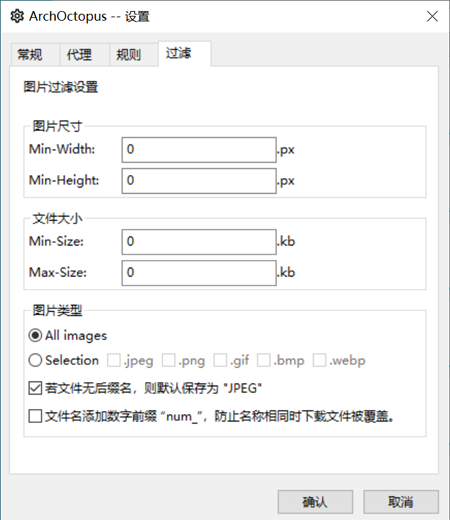 ArchOctopus -- 设置
常规 代理 规则 过滤
图片过滤设置
图片尺寸
Min-Width: 0 .px
Min-Height: 0 .px
文件大小
Min-Size: 0 .kb
Max-Size: 0 .kb
图片类型
All images
Selection .jpeg .png .gif .bmp .webp
若文件无后缀名，则默认保存为 "JPEG"
文件名添加数字前缀 “num_”，防止名称相同时下载文件被覆盖。
确认 取消